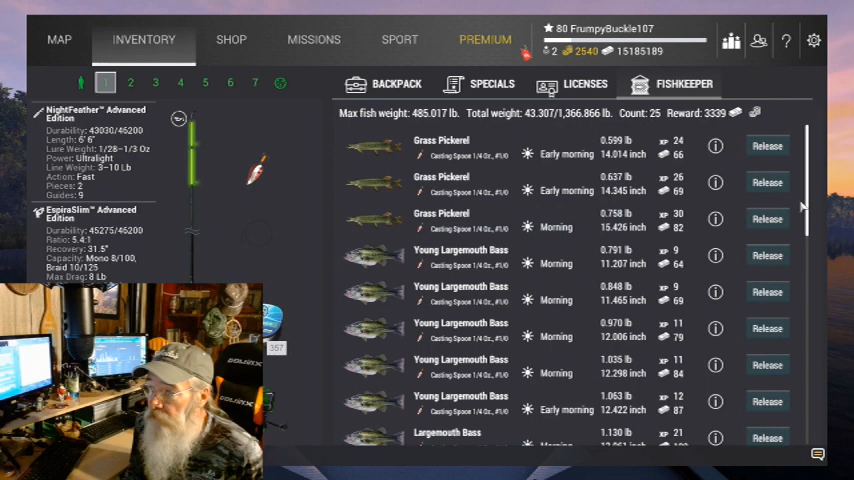 MAP INVENTORY SHOP MISSIONS SPORT PREMIUM
80 FrumpyBuckle107
2 2540 15185189
1 2 3 4 5 6 7
BACKPACK SPECIALS LICENSES FISHKEEPER
Max fish weight: 485.017 lb. Total weight: 43.307/1,366.866 lb. Count: 25 Reward: 3339
NightFeather™ Advanced
Edition
Durability: 43030/45200
Length: 6' 6"
Lure Weight: 1/28–1/3 Oz
Power: Ultralight
Line Weight: 3–10 Lb
Action: Fast
Pieces: 2
Guides: 9
EspiraSlim™ Advanced
Edition
Durability: 45275/46200
Ratio: 5.4:1
Recovery: 31.5"
Capacity: Mono 8/100,
Braid 10/125
Max Drag: 8 Lb
357
Grass Pickerel 0.599 lb XP 24
Casting Spoon 1/4 Oz., #1/0 Early morning 14.014 inch 66 Release
Grass Pickerel 0.637 lb XP 26
Casting Spoon 1/4 Oz., #1/0 Early morning 14.345 inch 69 Release
Grass Pickerel 0.758 lb XP 30
Casting Spoon 1/4 Oz., #1/0 Morning 15.426 inch 82 Release
Young Largemouth Bass 0.791 lb XP 9
Casting Spoon 1/4 Oz., #1/0 Morning 11.207 inch 64 Release
Young Largemouth Bass 0.848 lb XP 9
Casting Spoon 1/4 Oz., #1/0 Morning 11.465 inch 69 Release
Young Largemouth Bass 0.970 lb XP 11
Casting Spoon 1/4 Oz., #1/0 Morning 12.006 inch 79 Release
Young Largemouth Bass 1.035 lb XP 11
Casting Spoon 1/4 Oz., #1/0 Morning 12.298 inch 84 Release
Young Largemouth Bass 1.063 lb XP 12
Casting Spoon 1/4 Oz., #1/0 Early morning 12.422 inch 87 Release
Largemouth Bass 1.130 lb XP 21
Release